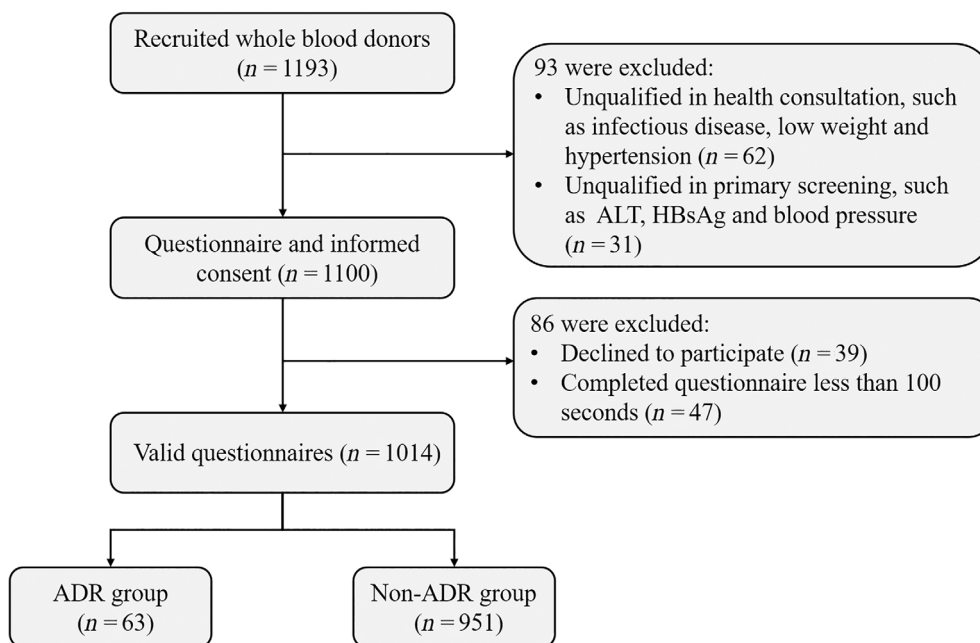 Recruited whole blood donors
(n = 1193)
93 were excluded:
• Unqualified in health consultation, such
as infectious disease, low weight and
hypertension (n = 62)
• Unqualified in primary screening, such
as ALT, HBsAg and blood pressure
(n = 31)
Questionnaire and informed
consent (n = 1100)
86 were excluded:
• Declined to participate (n = 39)
• Completed questionnaire less than 100
seconds (n = 47)
Valid questionnaires (n = 1014)
ADR group
(n = 63)
Non-ADR group
(n = 951)